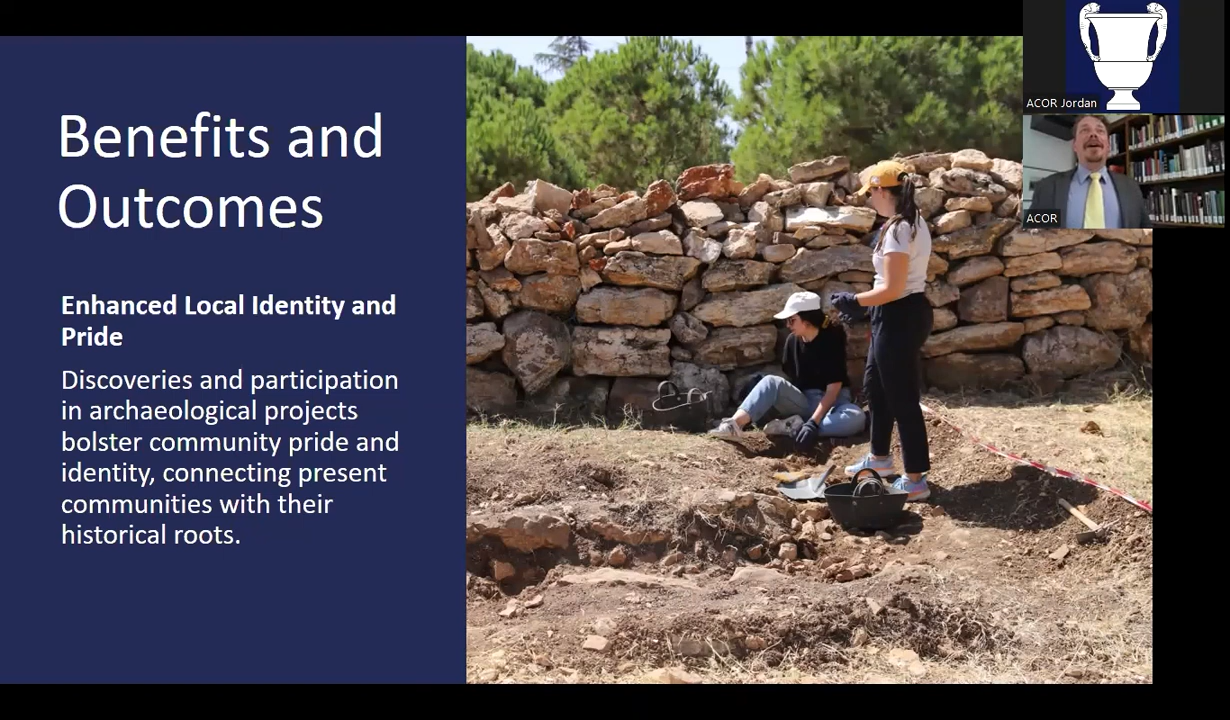 Benefits and
Outcomes
Enhanced Local Identity and
Pride
Discoveries and participation
in archaeological projects
bolster community pride and
identity, connecting present
communities with their
historical roots.
ACOR Jordan
ACOR